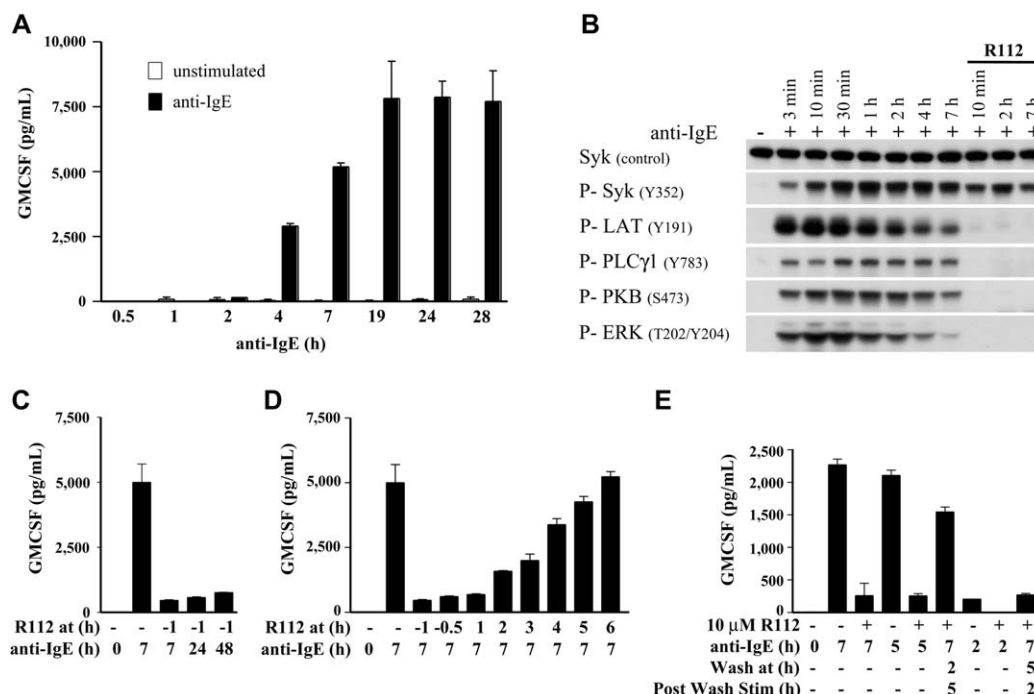 A
10,000
7,500
5,000
2,500
0
GMCSF (pg/mL)
unstimulated
anti-IgE
0.5 1 2 4 7 19 24 28
anti-IgE (h)
B
R112
3 min 10 min 30 min 1 h 2 h 4 h 7 h 10 min 2 h 7 h
anti-IgE - + + + + + + + + + +
Syk (control)
P- Syk (Y352)
P- LAT (Y191)
P- PLCγ1 (Y783)
P- PKB (S473)
P- ERK (T202/Y204)
C
7,500
5,000
2,500
0
GMCSF (pg/mL)
R112 at (h) - - -1 -1 -1
anti-IgE (h) 0 7 7 24 48
D
7,500
5,000
2,500
0
GMCSF (pg/mL)
R112 at (h) - - -1 -0.5 1 2 3 4 5 6
anti-IgE (h) 0 7 7 7 7 7 7 7 7 7
E
2,500
2,000
1,500
1,000
500
0
GMCSF (pg/mL)
10 μM R112 - - + - + + - + +
anti-IgE (h) 0 7 7 5 5 7 2 2 7
Wash at (h) - - - - - 2 - - 5
Post Wash Stim (h) - - - - - 5 - - 2